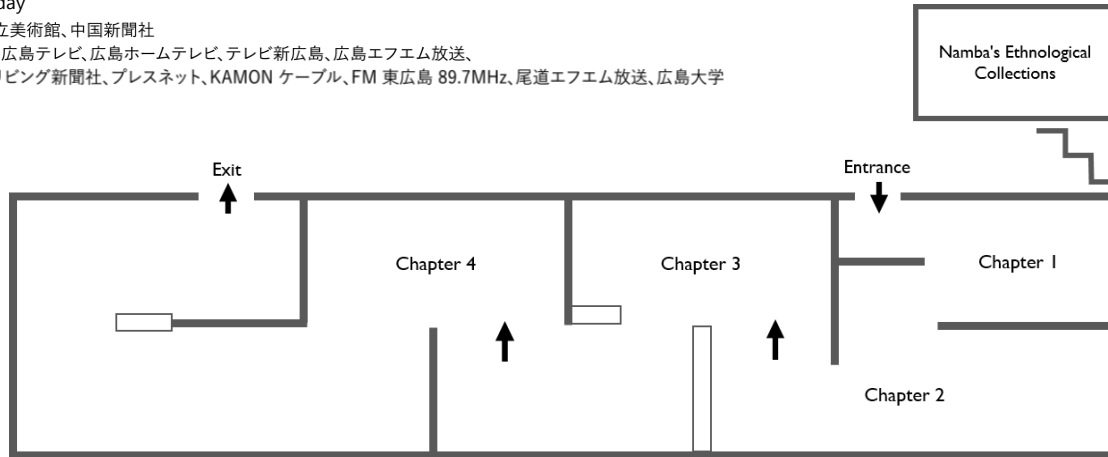 day
立美術館、中国新聞社
広島テレビ、広島ホームテレビ、テレビ新広島、広島エフエム放送、
ビング新聞社、プレスネット、KAMON ケーブル、FM 東広島 89.7MHz、尾道エフエム放送、広島大学
Namba's Ethnological
Collections
Exit
Entrance
Chapter 4
Chapter 3
Chapter 1
Chapter 2